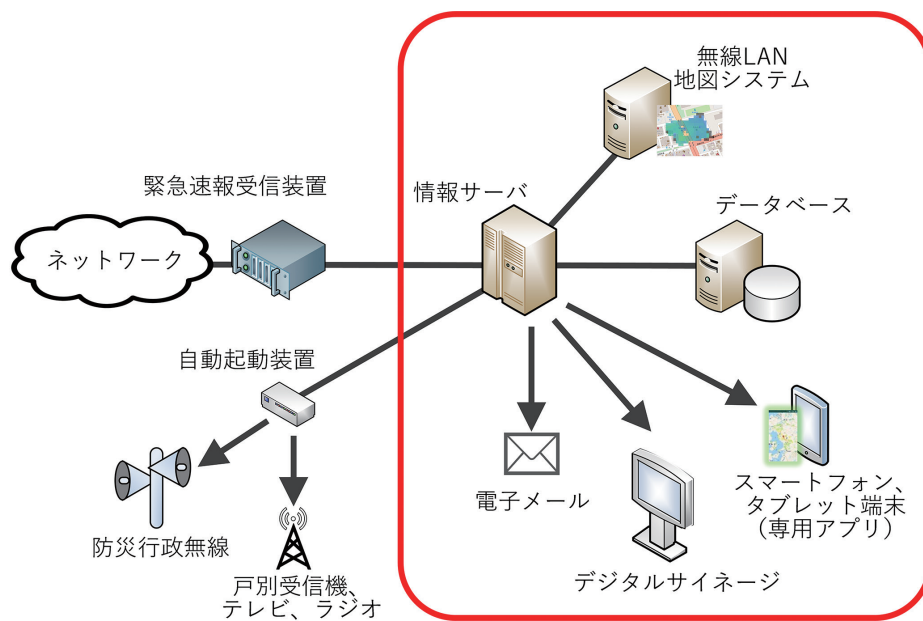 無線LAN
地図システム
緊急速報受信装置
情報サーバ
データベース
ネットワーク
自動起動装置
電子メール
スマートフォン、
タブレット端末
（専用アプリ）
防災行政無線
デジタルサイネージ
戸別受信機、
テレビ、ラジオ